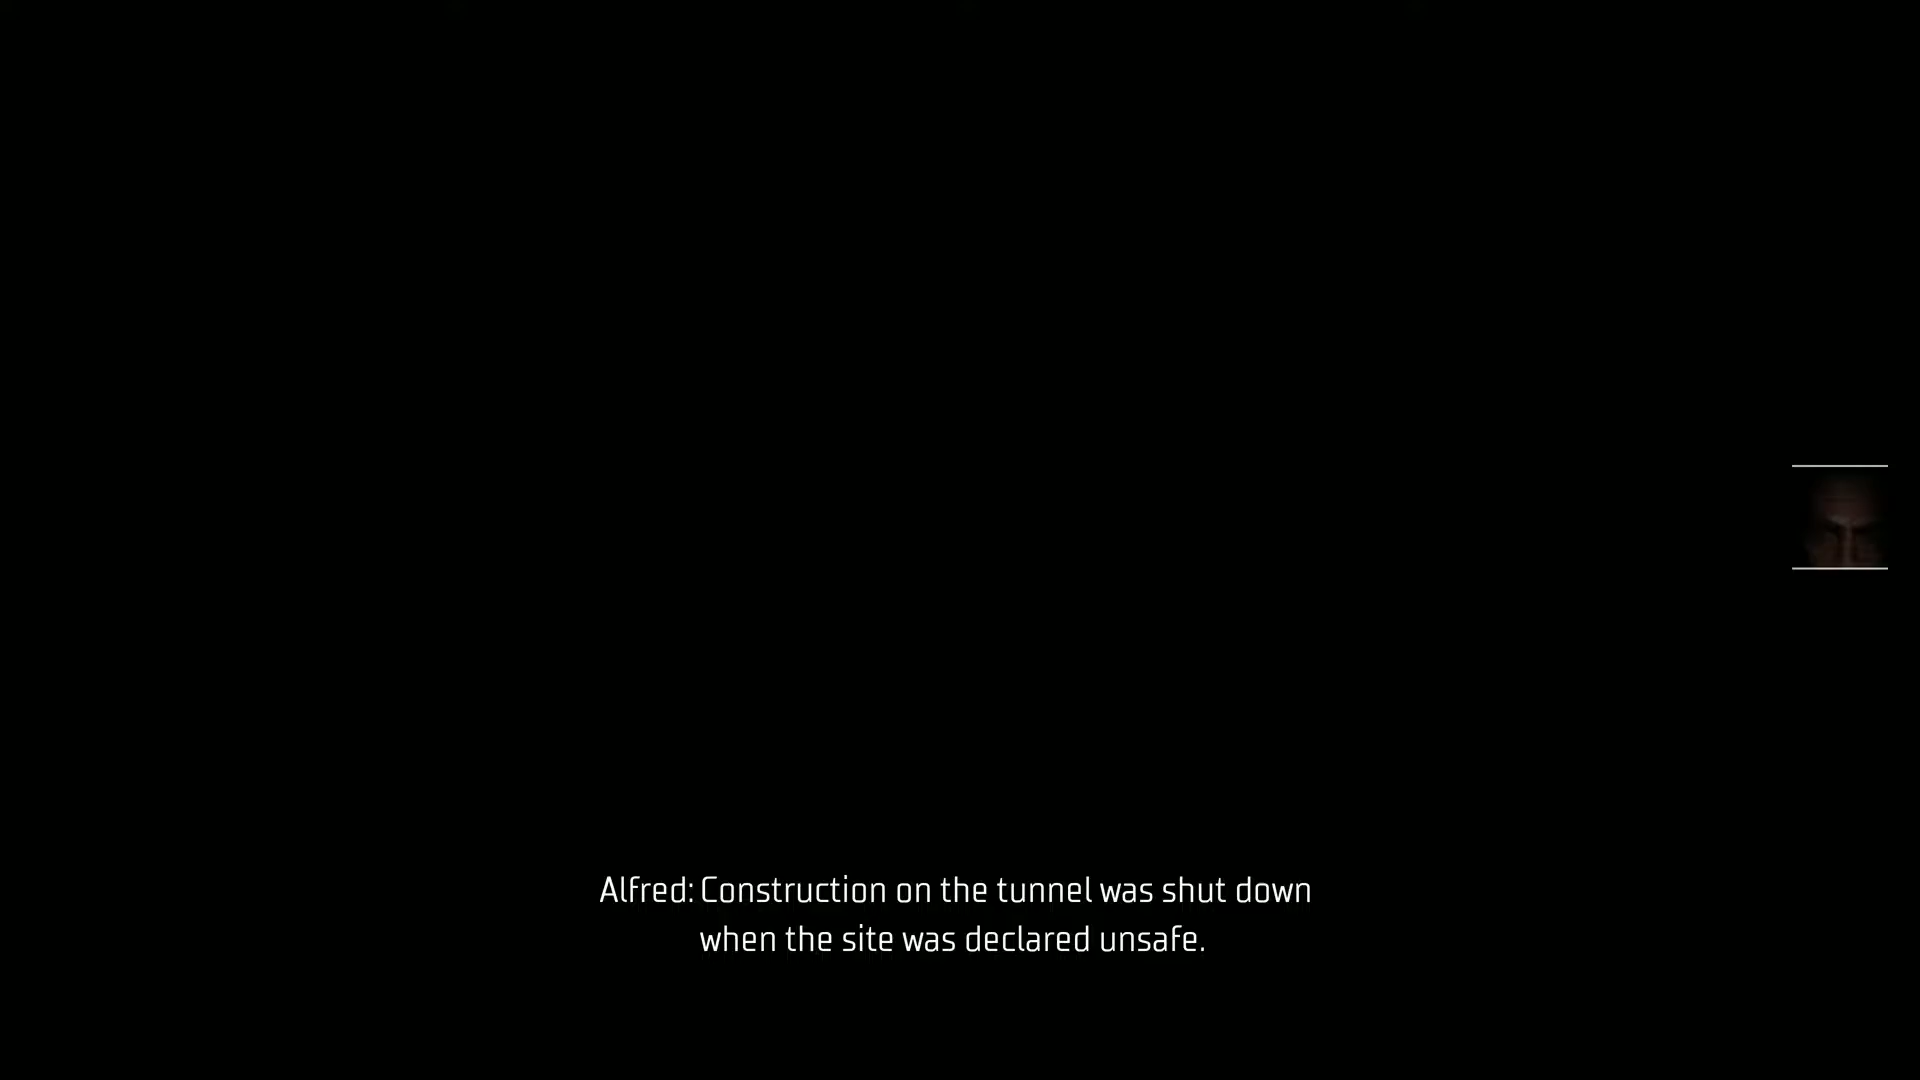 Alfred: Construction on the tunnel was shut down
when the site was declared unsafe.